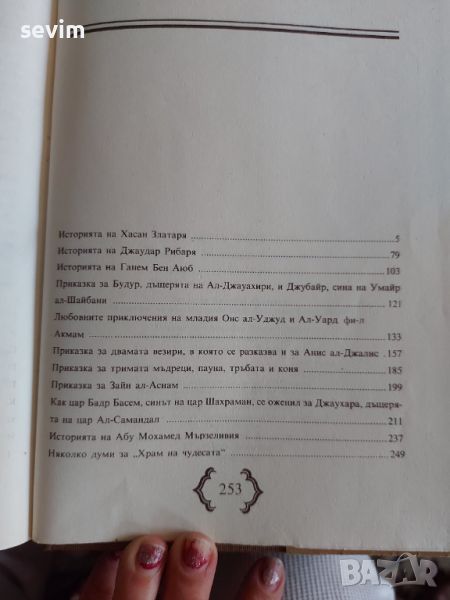 sevim
Историята на Хасан Златаря 5
Историята на Джаудар Рибаря 79
Историята на Ганем Бен Аюб 103
Приказка за Будур, дъщерята на Ал-Джауахири, и Джубайр, сина на Умайр
ал-Шайбани 121
Любовните приключения на младия Онс ал-Уджуд и Ал-Уард фи-л
Акмам 133
Приказка за двамата везири, в която се разказва и за Анис ал-Джалис . 157
Приказка за тримата мъдреци, пауна, тръбата и коня 185
Приказка за Зайн ал-Аснам 199
Как цар Бадр Басем, синът на цар Шахраман, се оженил за Джаухара, дъщеря-
та на цар Ал-Самандал 211
Историята на Абу Мохамед Мързеливия 237
Няколко думи за „Храм на чудесата“ 249
253
BAZAR